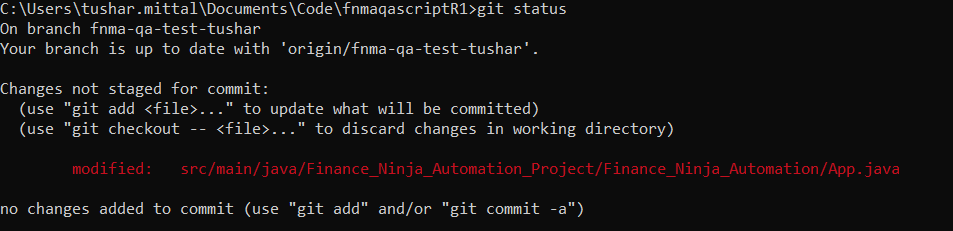 C:\Users\tushar.mittal\Documents\Code\fnmaqascriptR1>git status
On branch fnma-qa-test-tushar
Your branch is up to date with 'origin/fnma-qa-test-tushar'.
Changes not staged for commit:
(use "git add <file>..." to update what will be committed)
(use "git checkout -- <file>..." to discard changes in working directory)
modified: src/main/java/Finance_Ninja_Automation_Project/Finance_Ninja_Automation/App.java
no changes added to commit (use "git add" and/or "git commit -a")